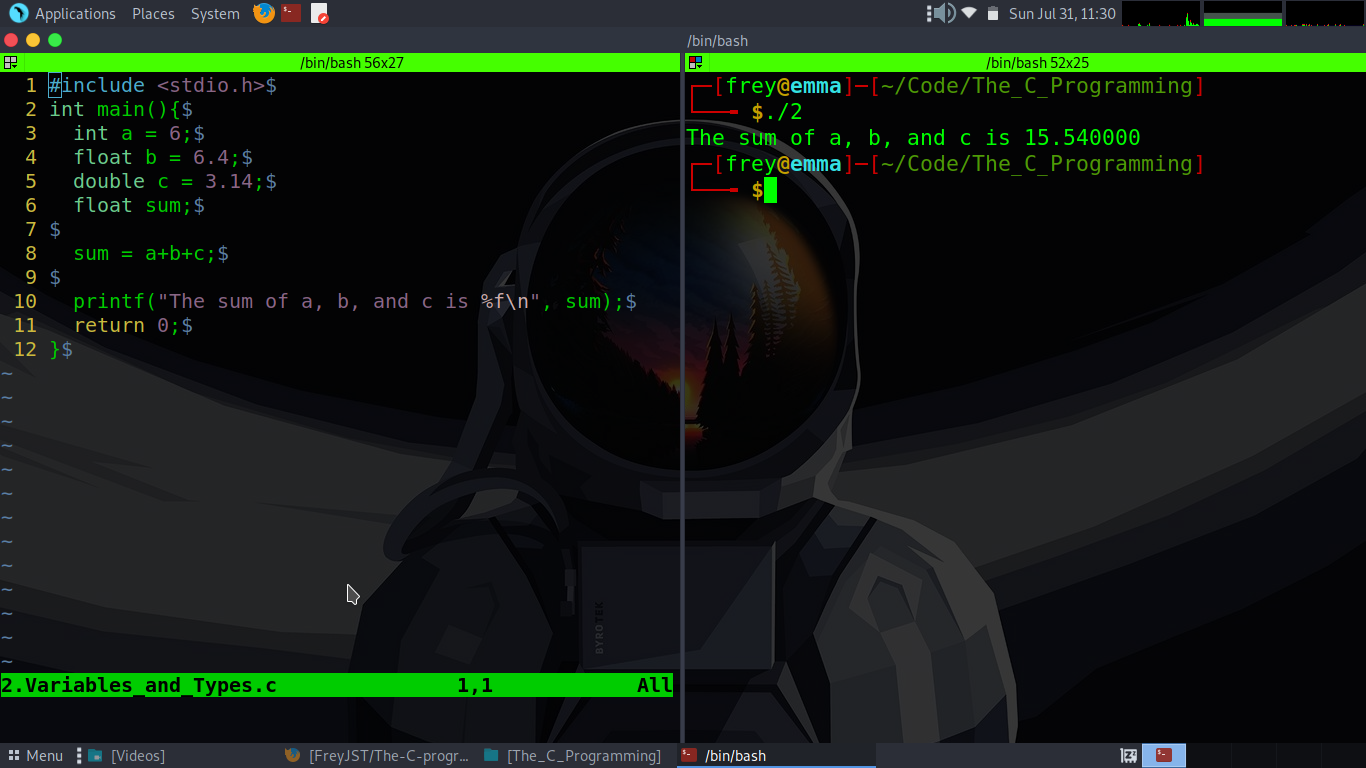 Applications Places System Sun Jul 31, 11:30
/bin/bash
/bin/bash 56x27
1 #include <stdio.h>$
2 int main(){$
3   int a = 6;$
4   float b = 6.4;$
5   double c = 3.14;$
6   float sum;$
7 $
8   sum = a+b+c;$
9 $
10   printf("The sum of a, b, and c is %f\n", sum);$
11   return 0;$
12 }$
~
~
~
~
~
~
~
~
~
~
~
~
~
2.Variables_and_Types.c 1,1 All
/bin/bash 52x25
┌─[frey@emma]─[~/Code/The_C_Programming]
└──╼ $./2
The sum of a, b, and c is 15.540000
┌─[frey@emma]─[~/Code/The_C_Programming]
└──╼ $
BYROTEK
Menu [Videos] [FreyJST/The-C-progr... [The_C_Programming] /bin/bash